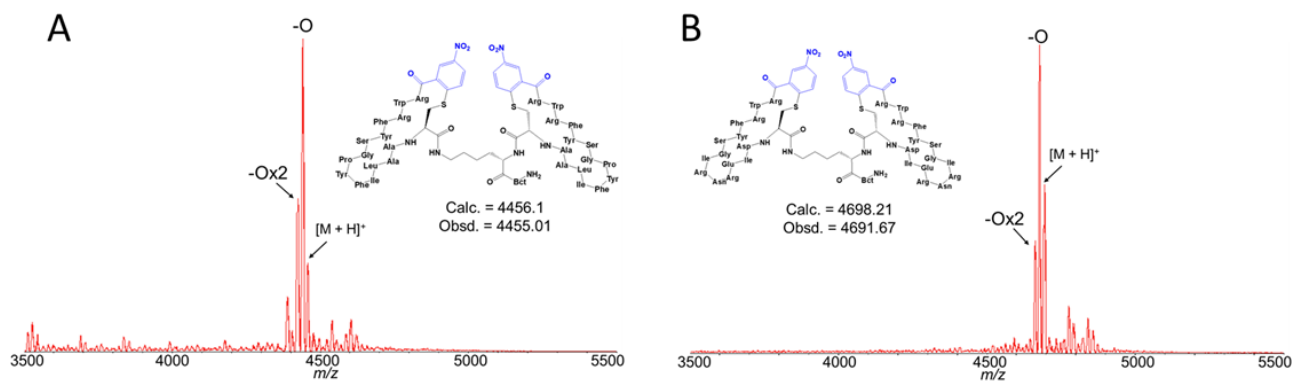 A
-O
-Ox2
[M + H]+
NO2
O2N
O
O
Trp
Arg
Arg
Trp
Phe
Arg
S
S
Arg
Phe
Ser
Tyr
Tyr
Ser
Pro
Gly
Ala
NH
O
O
HN
Ala
Gly
Pro
Tyr
Leu
Ala
NH
NH
Ala
Leu
Tyr
Phe
Ile
O
NH2
Bct
Ile
Phe
Calc. = 4456.1
Obsd. = 4455.01
3500
4000
4500
5000
5500
m/z
B
-O
-Ox2
[M + H]+
NO2
O2N
O
O
Trp
Arg
Arg
Trp
Phe
Arg
S
S
Arg
Phe
Ser
Tyr
Tyr
Ser
Ile
Gly
Asp
NH
O
O
HN
Asp
Gly
Ile
Arg
Glu
Ile
NH
NH
Ile
Glu
Arg
Asn
Arg
O
NH2
Bct
Arg
Asn
Calc. = 4698.21
Obsd. = 4691.67
3500
4000
4500
5000
5500
m/z